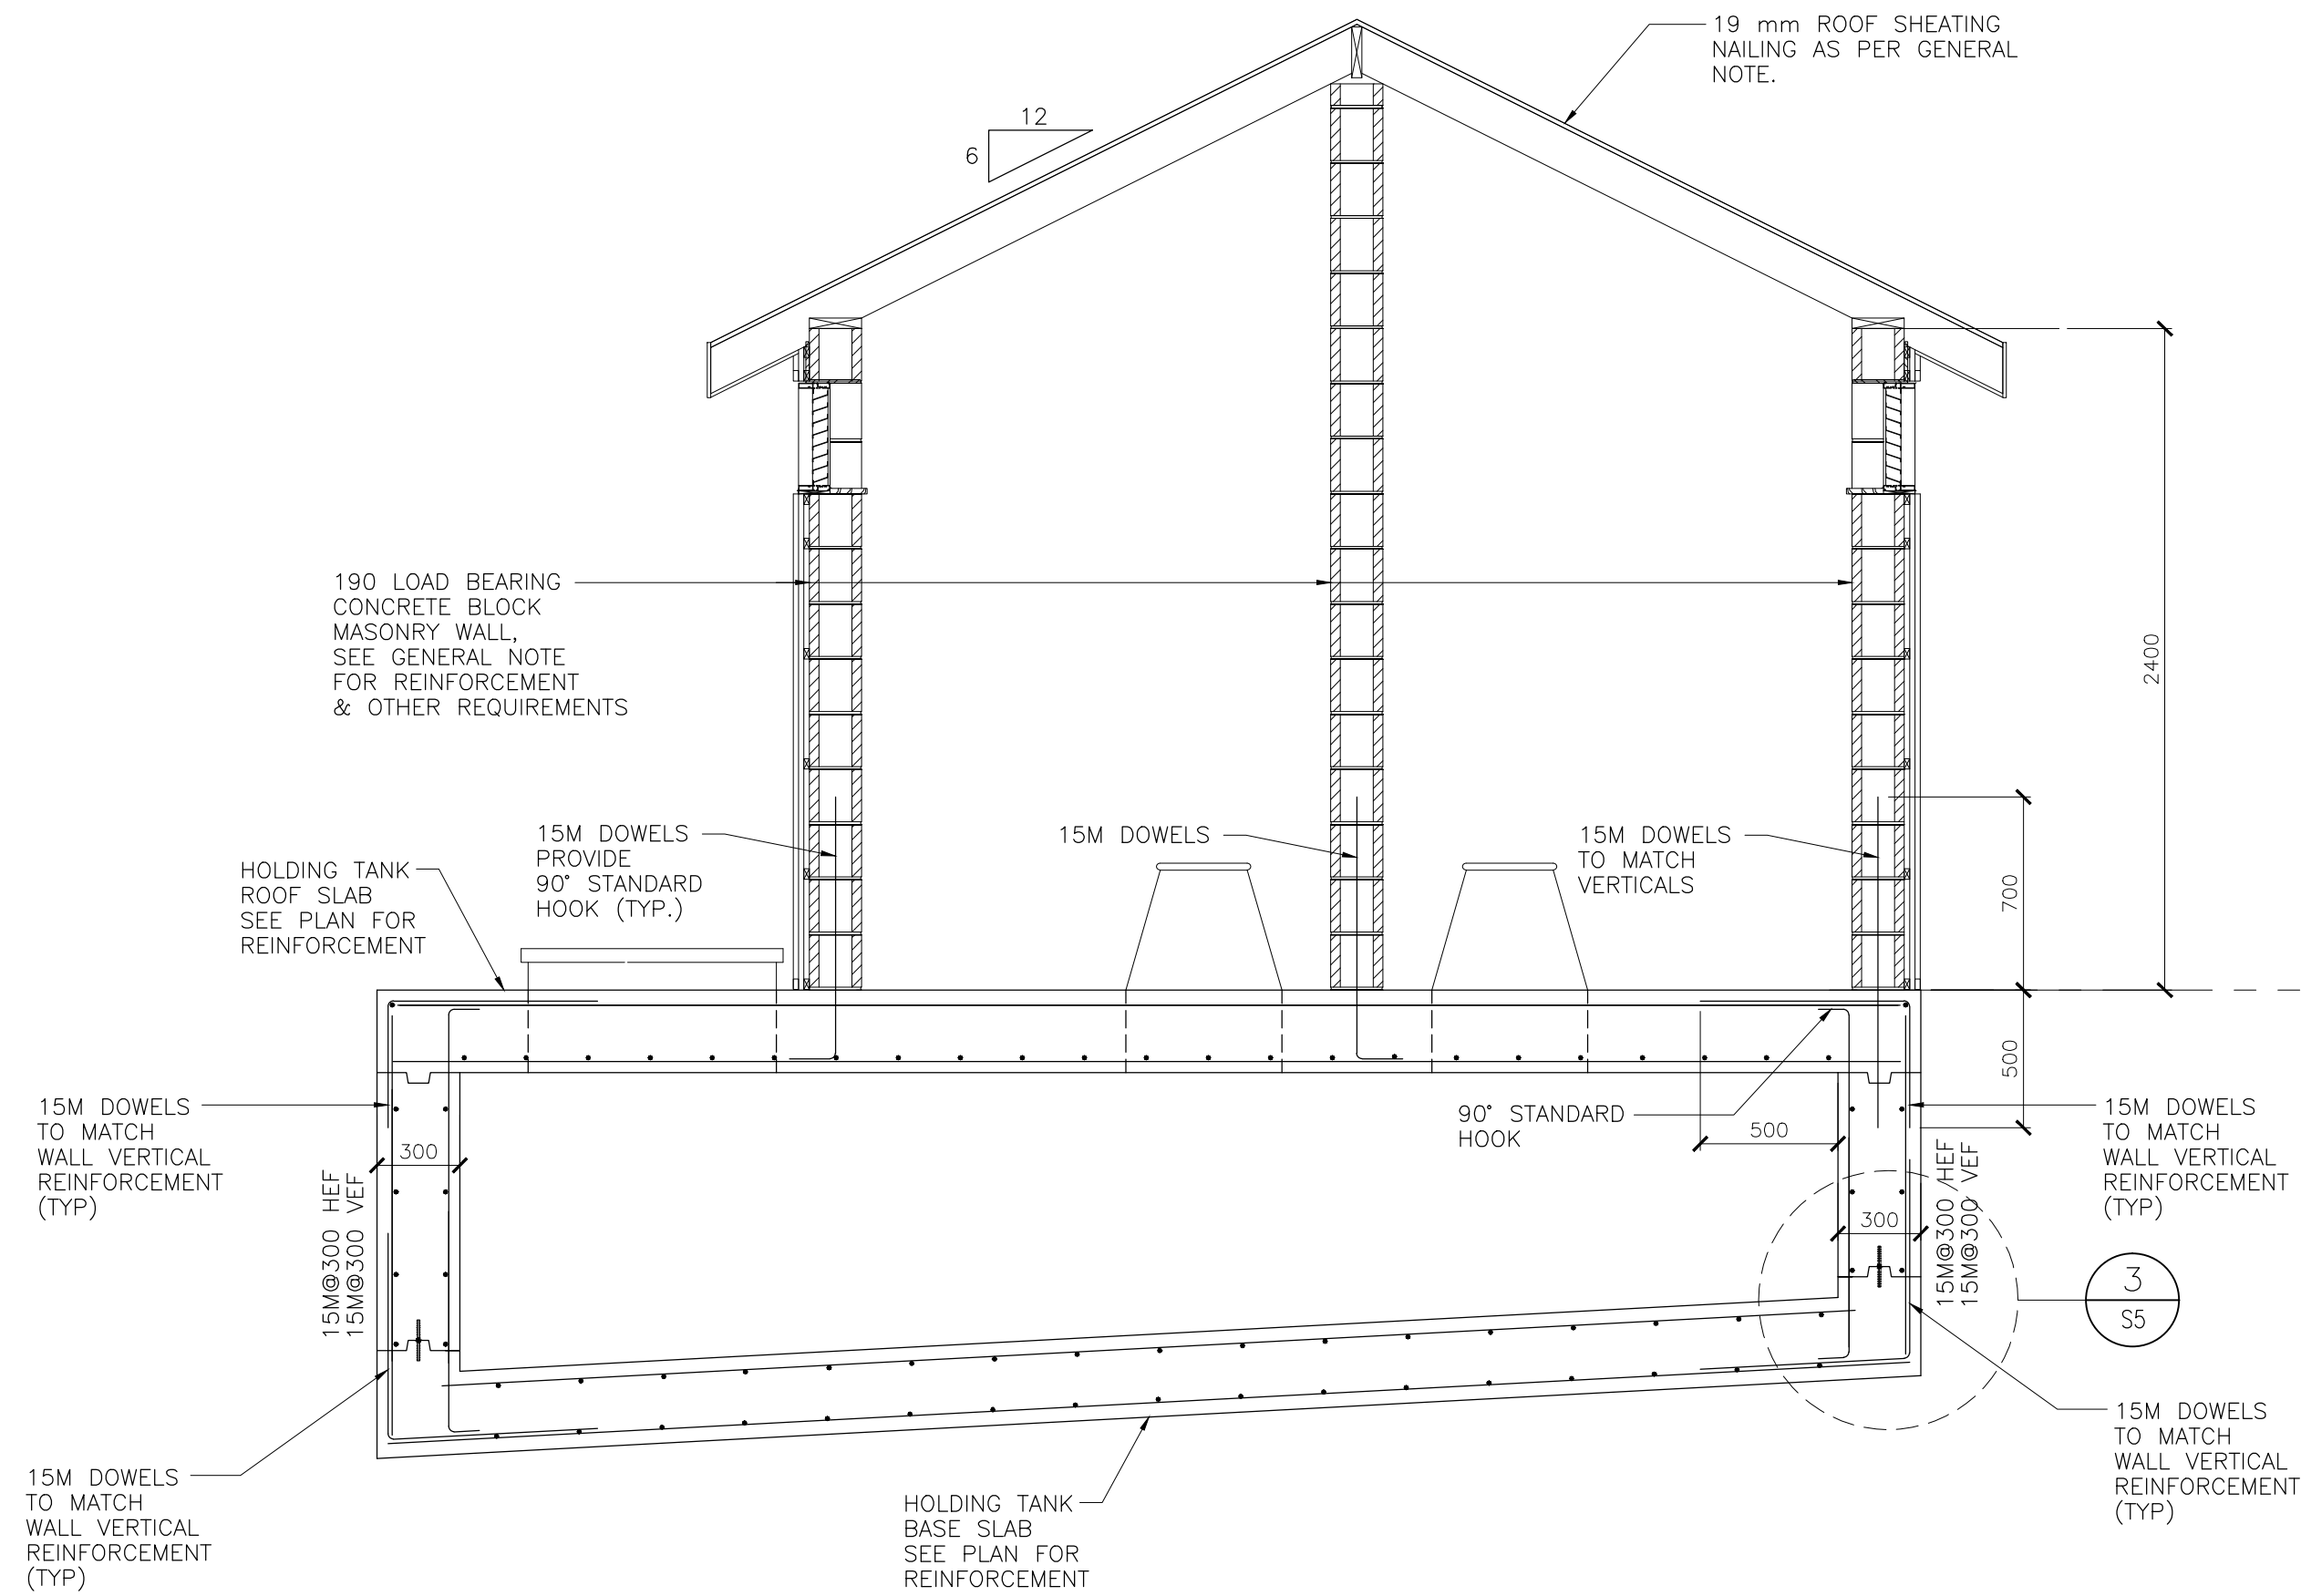 19 mm ROOF SHEATING
NAILING AS PER GENERAL
NOTE.
12
6
190 LOAD BEARING
CONCRETE BLOCK
MASONRY WALL,
SEE GENERAL NOTE
FOR REINFORCEMENT
& OTHER REQUIREMENTS
2400
15M DOWELS
PROVIDE
90° STANDARD
HOOK (TYP.)
15M DOWELS
15M DOWELS
TO MATCH
VERTICALS
700
HOLDING TANK
ROOF SLAB
SEE PLAN FOR
REINFORCEMENT
500
15M DOWELS
TO MATCH
WALL VERTICAL
REINFORCEMENT
(TYP)
300
15M@300 HEF
15M@300 VEF
90° STANDARD
HOOK
500
300
15M@300 HEF
15M@300 VEF
15M DOWELS
TO MATCH
WALL VERTICAL
REINFORCEMENT
(TYP)
3
S5
15M DOWELS
TO MATCH
WALL VERTICAL
REINFORCEMENT
(TYP)
HOLDING TANK
BASE SLAB
SEE PLAN FOR
REINFORCEMENT
15M DOWELS
TO MATCH
WALL VERTICAL
REINFORCEMENT
(TYP)